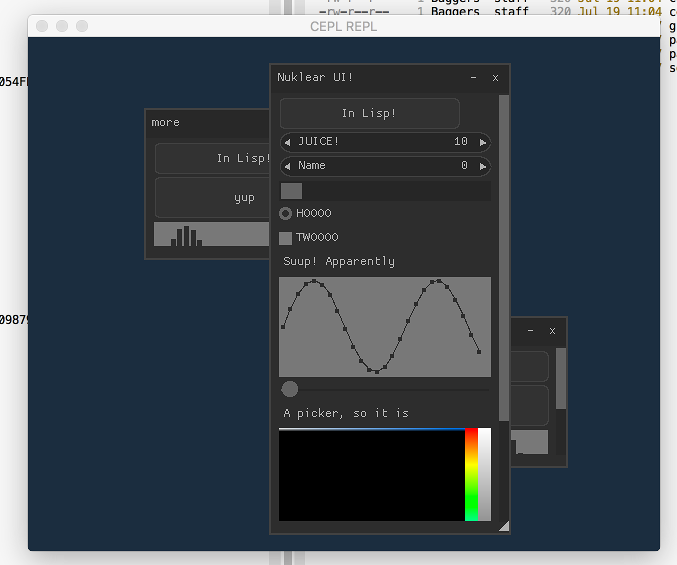 -rw-r--r-- 1 Baggers staff 320 Jul 19 11:04
CEPL REPL
Nuklear UI! - x
In Lisp!
JUICE! 10
Name 0
HOOOO
TWOOOO
Suup! Apparently
A picker, so it is
more
In Lisp!
yup
- x
054F
09879